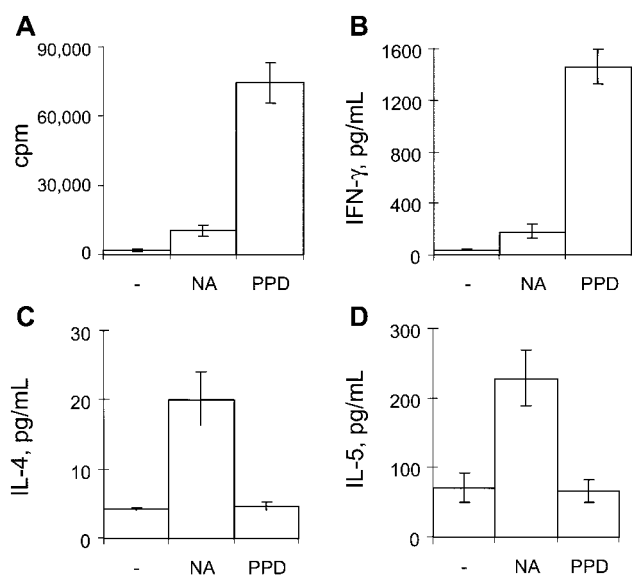 A
90,000
60,000
30,000
0
cpm
- NA PPD
B
1600
1200
800
400
0
IFN-γ, pg/mL
- NA PPD
C
30
20
10
0
IL-4, pg/mL
- NA PPD
D
300
200
100
0
IL-5, pg/mL
- NA PPD